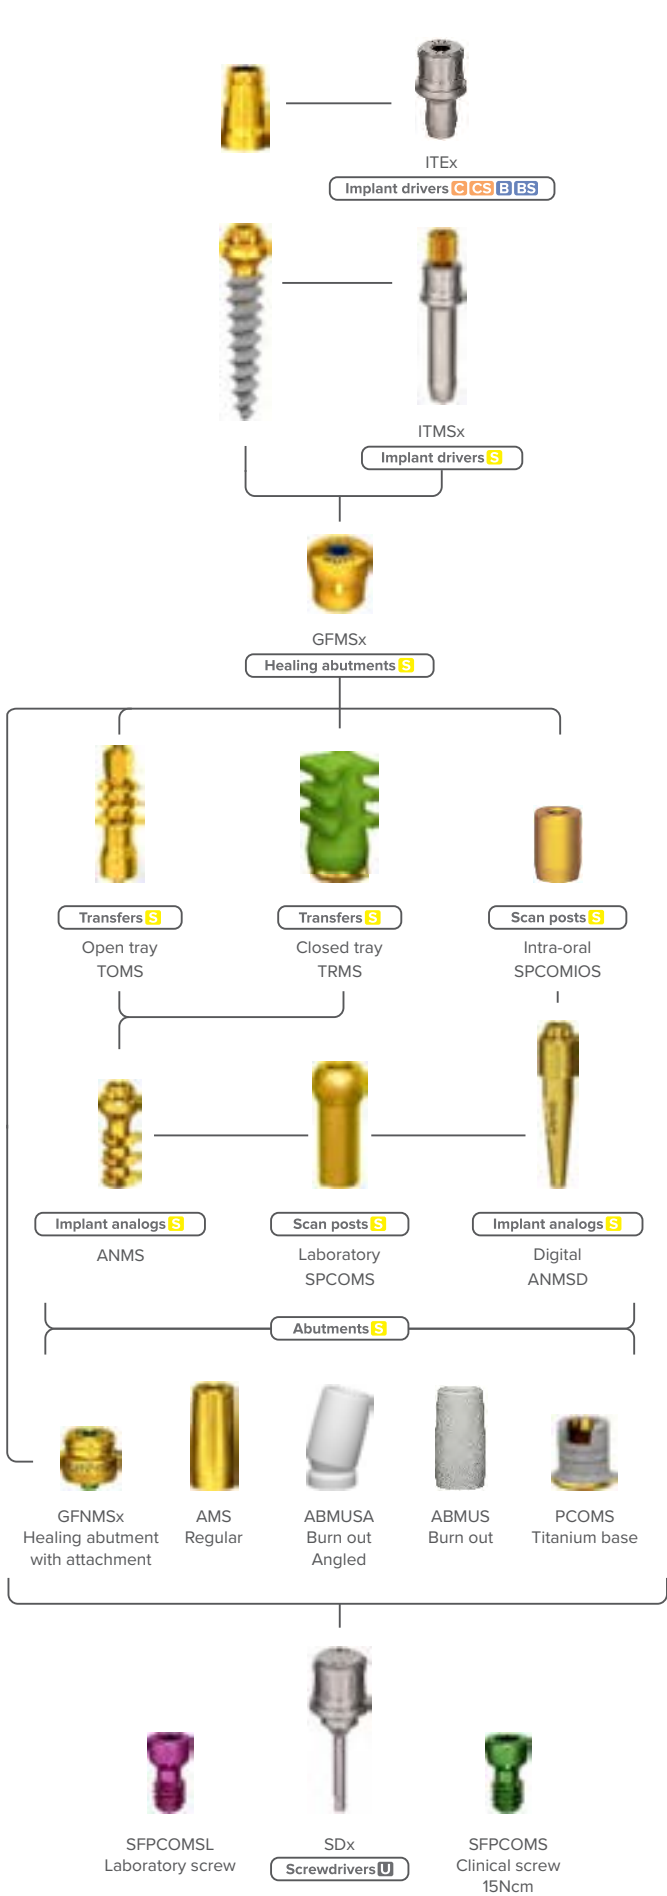 ITEx
Implant drivers C CS B BS
ITMSx
Implant drivers S
GFMSx
Healing abutments S
Transfers S
Open tray
TOMS
Transfers S
Closed tray
TRMS
Scan posts S
Intra-oral
SPCOMIOS
Implant analogs S
ANMS
Scan posts S
Laboratory
SPCOMS
Implant analogs S
Digital
ANMSD
Abutments S
GFNMSx
Healing abutment
with attachment
AMS
Regular
ABMUSA
Burn out
Angled
ABMUS
Burn out
PCOMS
Titanium base
SFPCOMSL
Laboratory screw
SDx
Screwdrivers U
SFPCOMS
Clinical screw
15Ncm